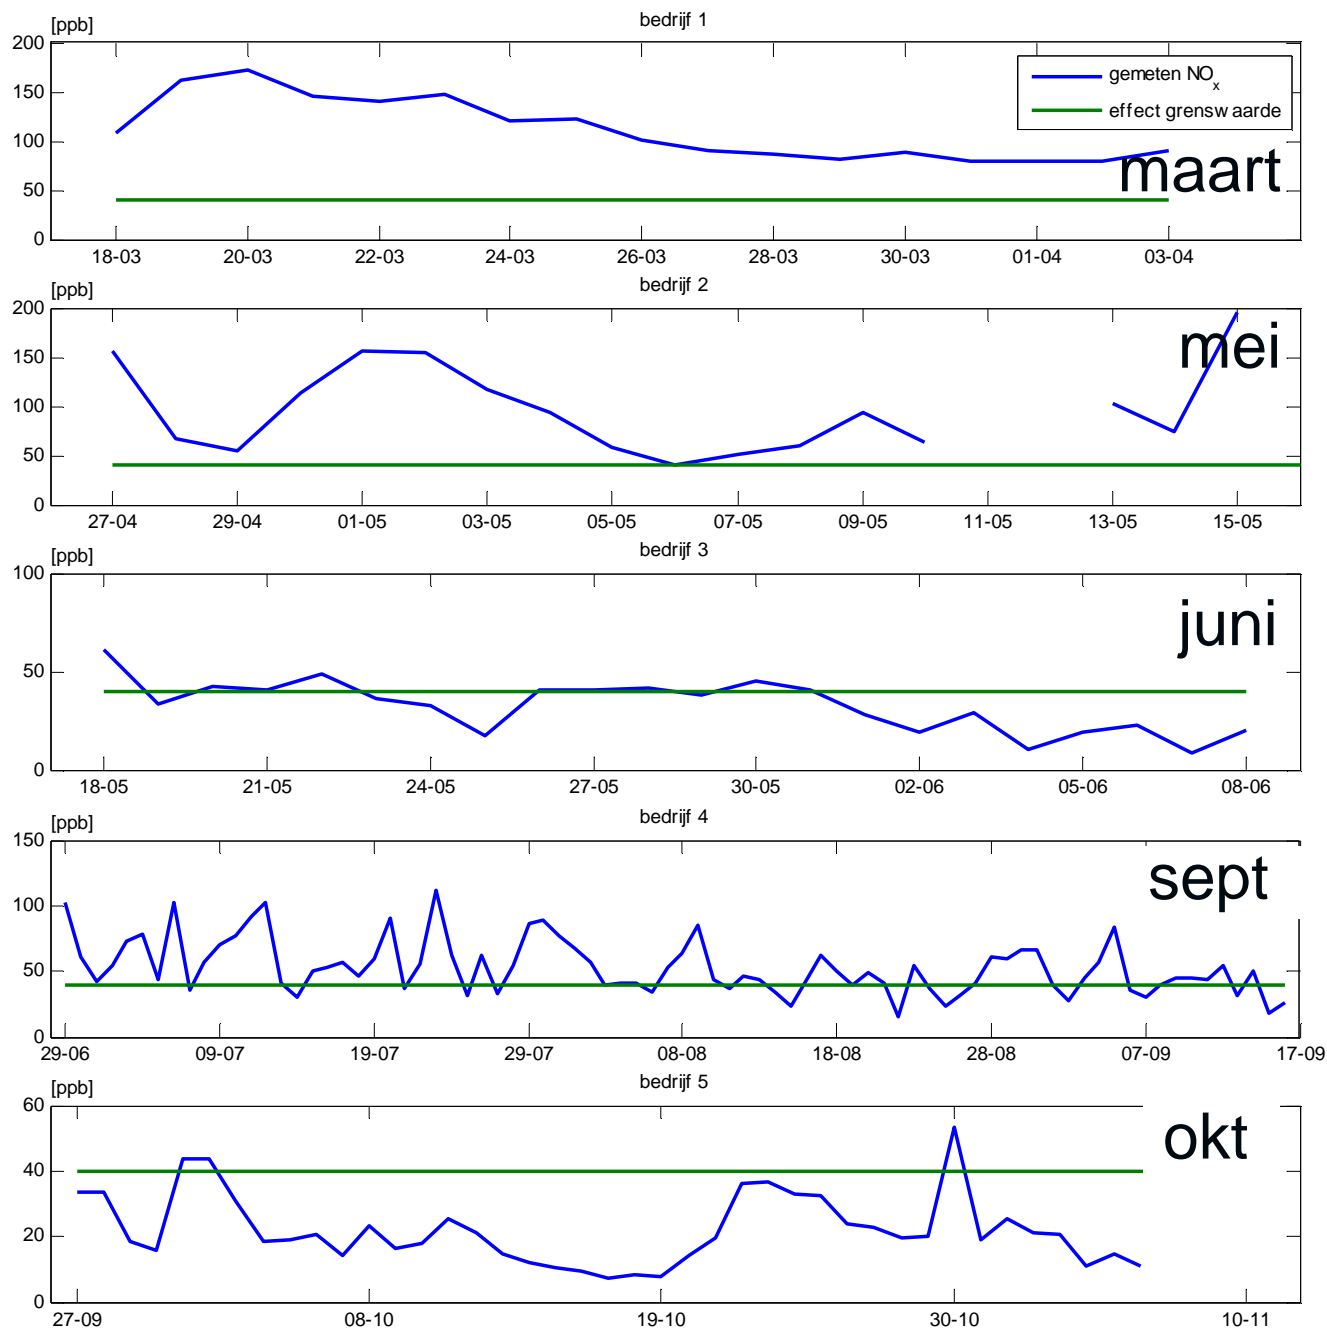 bedrijf 1
[ppb]
200
150
100
50
0
gemeten NOx
effect grensw aarde
maart
18-03 20-03 22-03 24-03 26-03 28-03 30-03 01-04 03-04
bedrijf 2
[ppb]
200
150
100
50
0
mei
27-04 29-04 01-05 03-05 05-05 07-05 09-05 11-05 13-05 15-05
bedrijf 3
[ppb]
100
50
0
juni
18-05 21-05 24-05 27-05 30-05 02-06 05-06 08-06
bedrijf 4
[ppb]
150
100
50
0
sept
29-06 09-07 19-07 29-07 08-08 18-08 28-08 07-09 17-09
bedrijf 5
[ppb]
60
40
20
0
okt
27-09 08-10 19-10 30-10 10-11